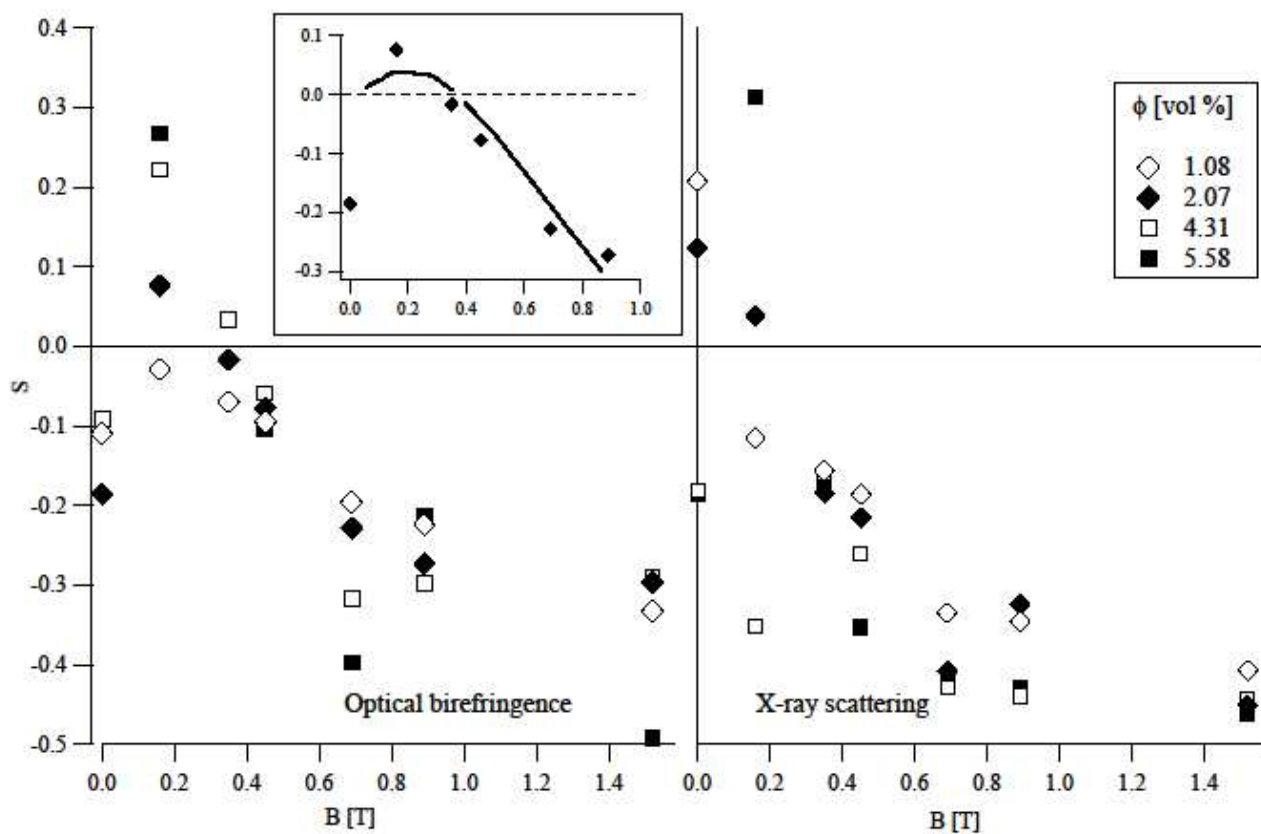 0.4
0.3
0.2
0.1
0.0
-0.1
-0.2
-0.3
-0.4
-0.5
S
0.1
0.0
-0.1
-0.2
-0.3
0.0 0.2 0.4 0.6 0.8 1.0
ϕ [vol %]
1.08
2.07
4.31
5.58
Optical birefringence
X-ray scattering
0.0 0.2 0.4 0.6 0.8 1.0 1.2 1.4
B [T]
0.0 0.2 0.4 0.6 0.8 1.0 1.2 1.4
B [T]